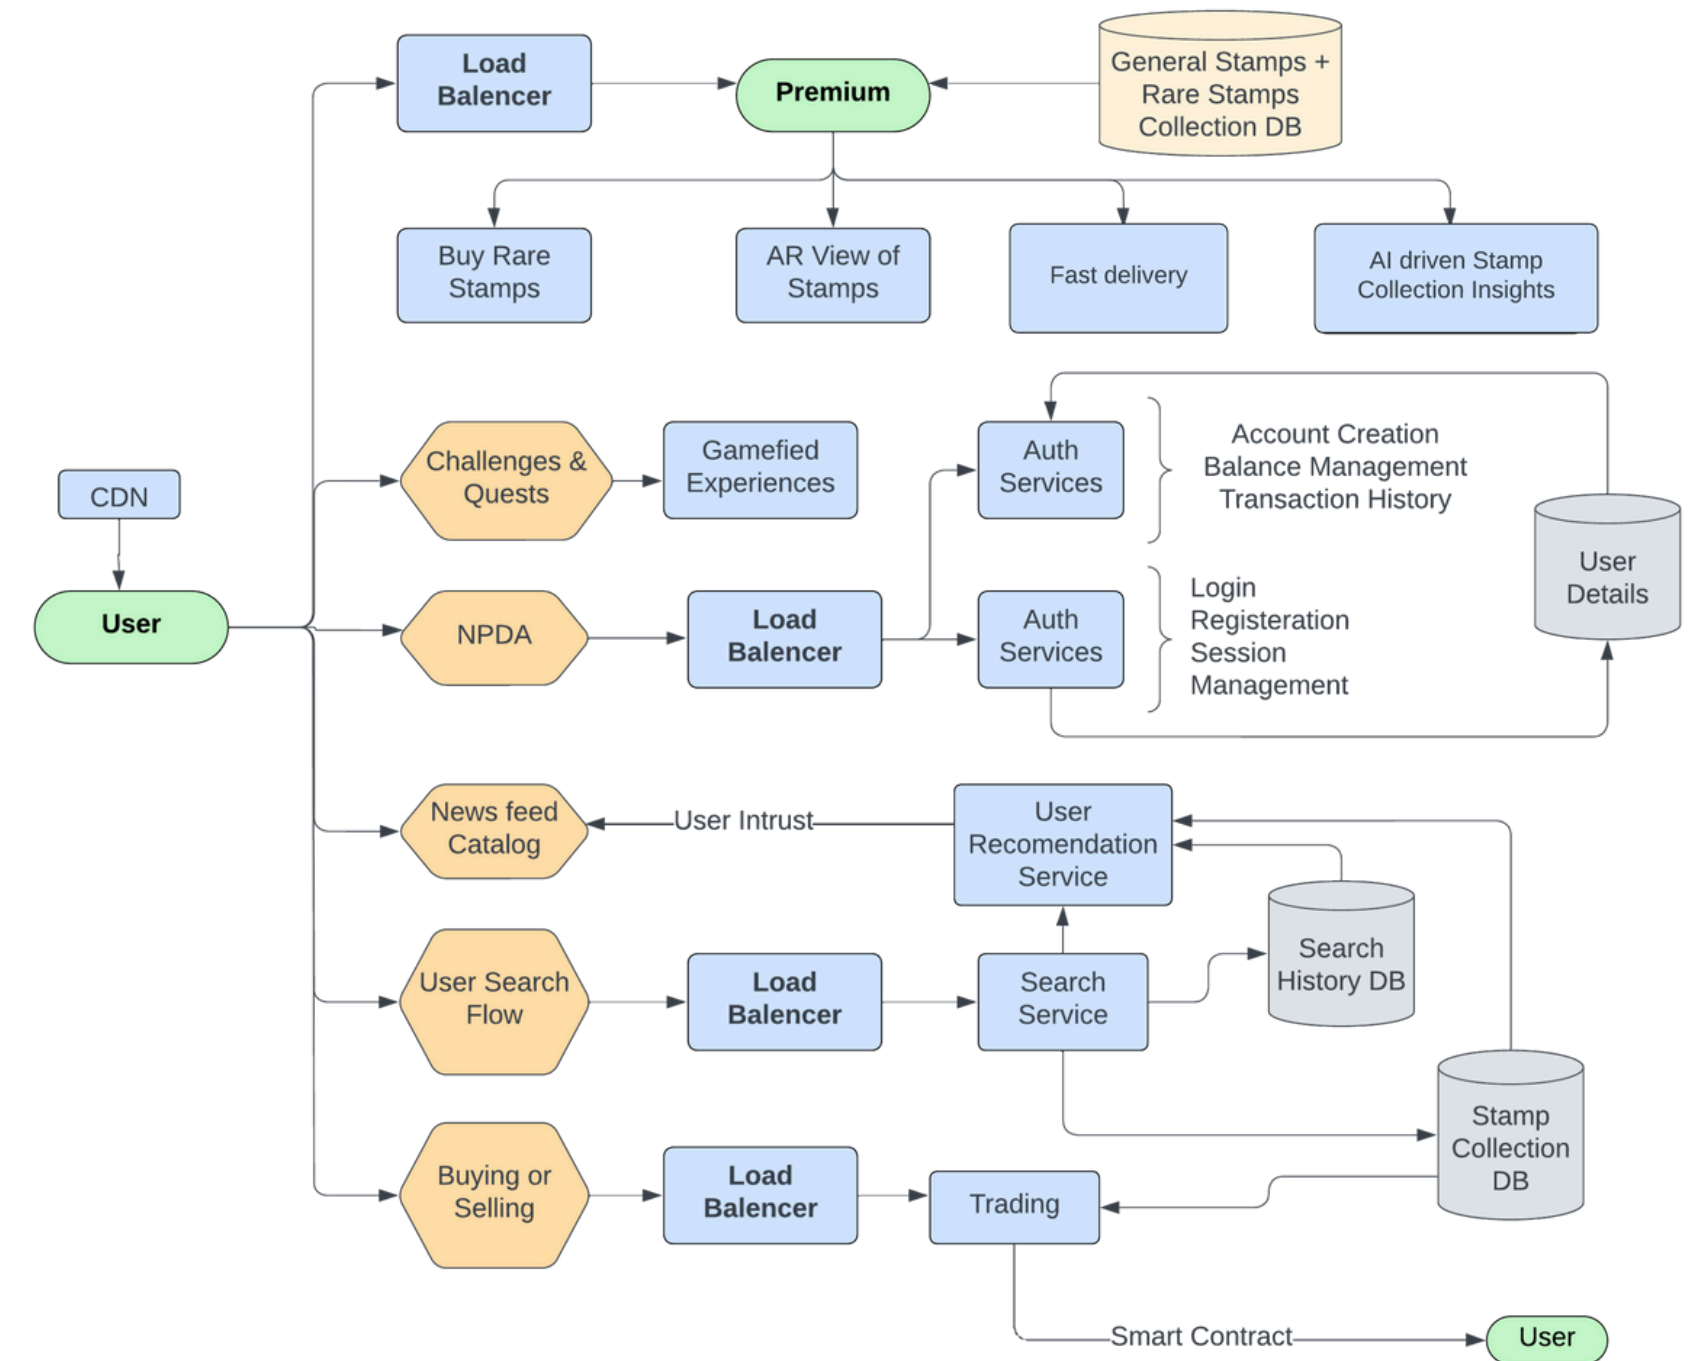 Load
Balencer
Premium
General Stamps +
Rare Stamps
Collection DB
Buy Rare
Stamps
AR View of
Stamps
Fast delivery
AI driven Stamp
Collection Insights
Challenges &
Quests
Gamefied
Experiences
Auth
Services
Account Creation
Balance Management
Transaction History
CDN
User
Details
User
NPDA
Load
Balencer
Auth
Services
Login
Registeration
Session
Management
News feed
Catalog
User Intrust
User
Recomendation
Service
User Search
Flow
Load
Balencer
Search
Service
Search
History DB
Stamp
Collection
DB
Buying or
Selling
Load
Balencer
Trading
Smart Contract
User